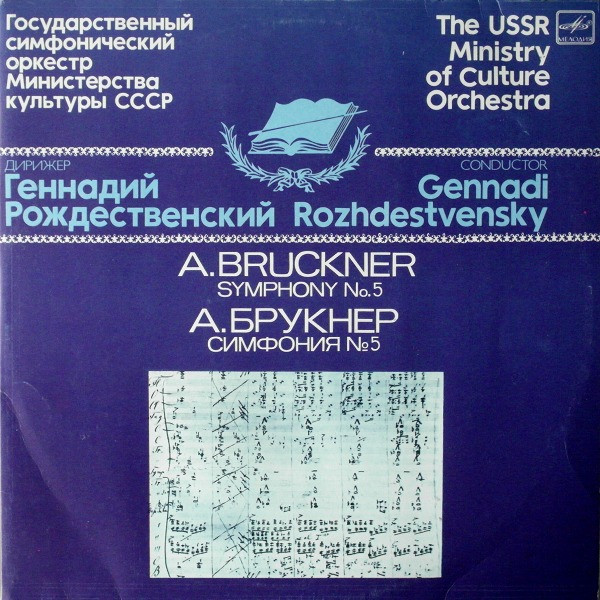 Государственный
симфонический
оркестр
Министерства
культуры СССР
The USSR
Ministry
of Culture
Orchestra
МЕЛОДИЯ
ДИРИЖЕР
Геннадий
Рождественский
CONDUCTOR
Gennadi
Rozhdestvensky
A.BRUCKNER
SYMPHONY No.5
А.БРУКНЕР
СИМФОНИЯ №5